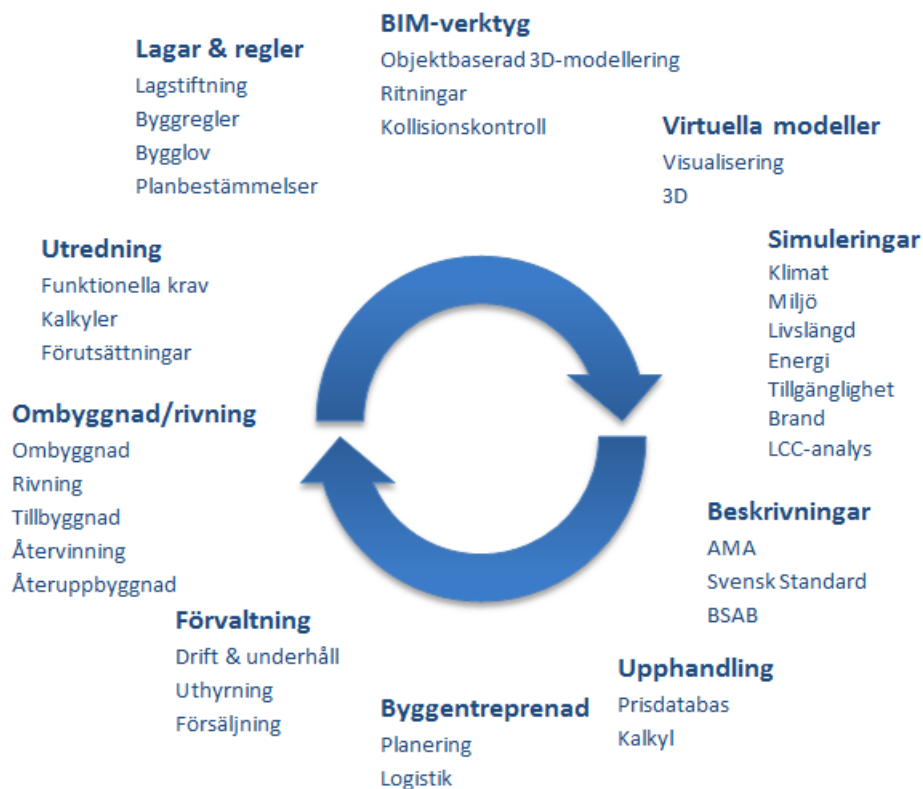 BIM-verktyg
Objektbaserad 3D-modellering
Ritningar
Kollisionskontroll
Lagar & regler
Lagstiftning
Byggregler
Bygglov
Planbestämmelser
Virtuella modeller
Visualisering
3D
Utredning
Funktionella krav
Kalkyler
Förutsättningar
Simuleringar
Klimat
Miljö
Livslängd
Energi
Tillgänglighet
Brand
LCC-analys
Ombyggnad/rivning
Ombyggnad
Rivning
Tillbyggnad
Återvinning
Återuppbyggnad
Beskrivningar
AMA
Svensk Standard
BSAB
Förvaltning
Drift & underhåll
Uthyrning
Försäljning
Byggentreprenad
Planering
Logistik
Upphandling
Prisdatabas
Kalkyl